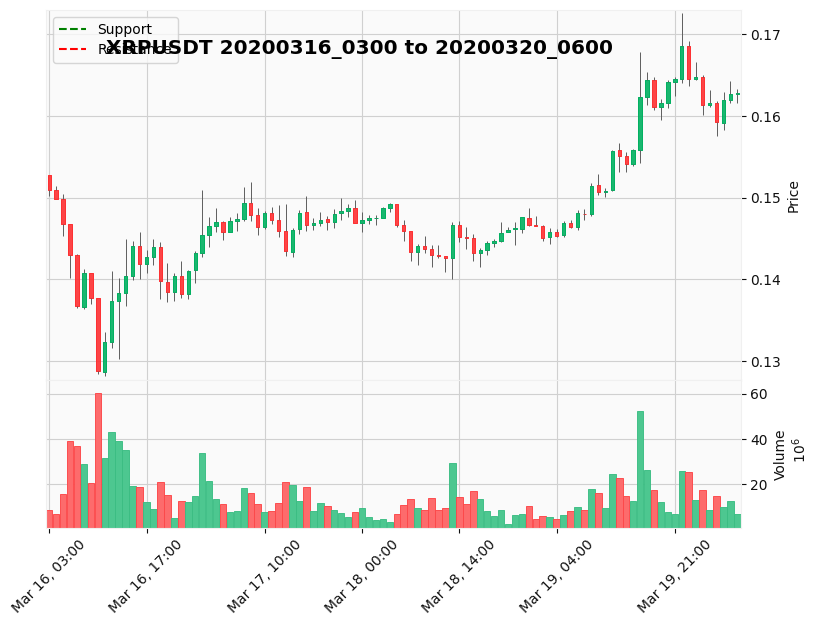 Support
Resistance
XRPUSDT 20200316_0300 to 20200320_0600
0.17
0.16
0.15
0.14
0.13
Price
60
40
20
Volume
10^6
Mar 16, 03:00
Mar 16, 17:00
Mar 17, 10:00
Mar 18, 00:00
Mar 18, 14:00
Mar 19, 04:00
Mar 19, 21:00